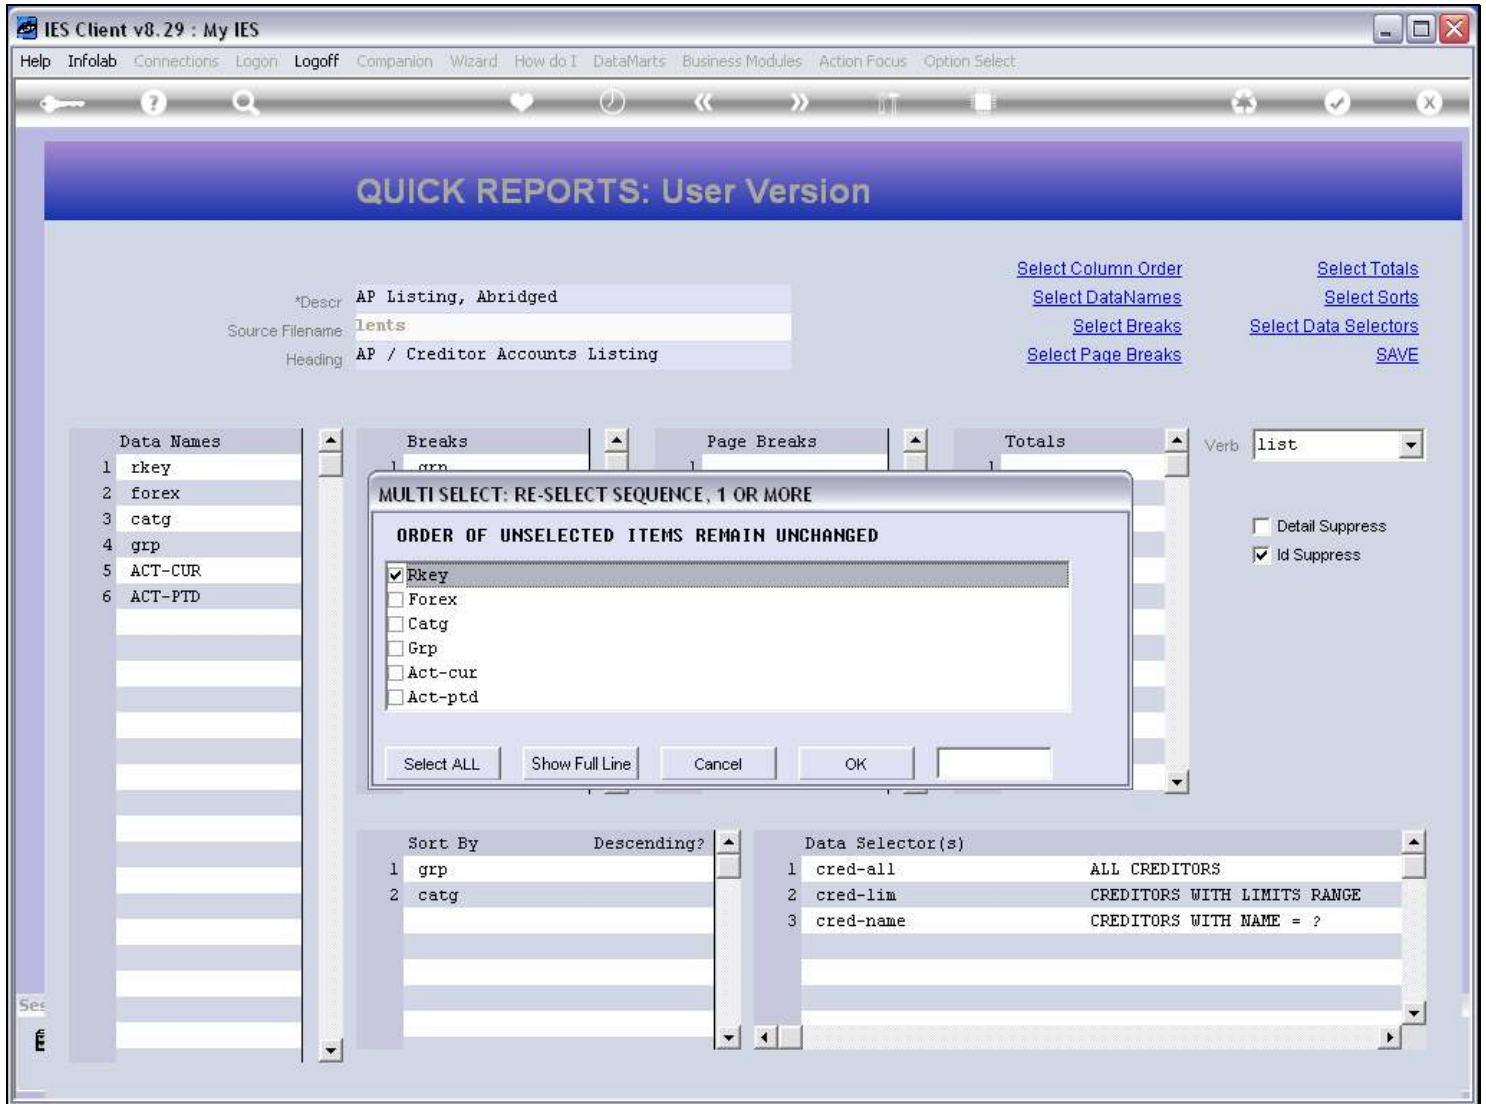 IES Client v8.29 : My IES
Help Infolab Connections Logon Logoff Companion Wizard How do I DataMarts Business Modules Action Focus Option Select
QUICK REPORTS: User Version
Select Column Order Select Totals
*Descr AP Listing, Abridged Select DataNames Select Sorts
Source Filename lents Select Breaks Select Data Selectors
Heading AP / Creditor Accounts Listing Select Page Breaks SAVE
Data Names Breaks Page Breaks Totals Verb list
1 rkey 1 grp 1 1
2 forex
3 catg
4 grp
5 ACT-CUR
6 ACT-PTD
Detail Suppress
Id Suppress
MULTI SELECT: RE-SELECT SEQUENCE, 1 OR MORE
ORDER OF UNSELECTED ITEMS REMAIN UNCHANGED
Rkey
Forex
Catg
Grp
Act-cur
Act-ptd
Select ALL Show Full Line Cancel OK
Sort By Descending? Data Selector(s)
1 grp 1 cred-all ALL CREDITORS
2 catg 2 cred-lim CREDITORS WITH LIMITS RANGE
3 cred-name CREDITORS WITH NAME = ?